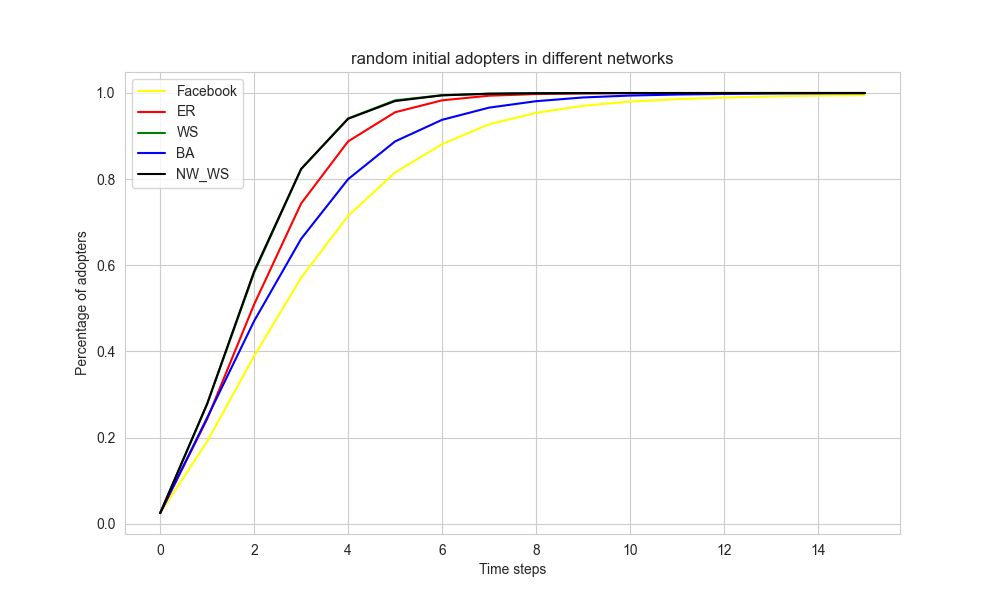 random initial adopters in different networks
Facebook
ER
WS
BA
NW_WS
Percentage of adopters
1.0
0.8
0.6
0.4
0.2
0.0
0 2 4 6 8 10 12 14
Time steps